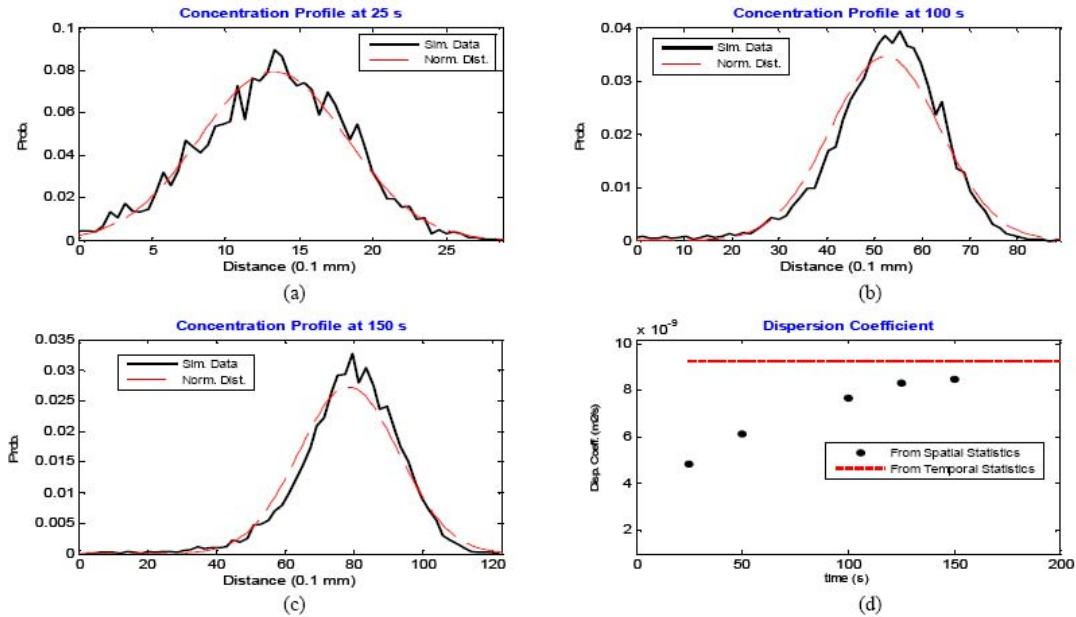 Concentration Profile at 25 s
0.1
0.08
0.06
0.04
0.02
0
Prob.
Sim. Data
Norm. Dist.
0 5 10 15 20 25
Distance (0.1 mm)
(a)
Concentration Profile at 100 s
0.04
0.03
0.02
0.01
0
Prob.
Sim. Data
Norm. Dist.
0 10 20 30 40 50 60 70 80
Distance (0.1 mm)
(b)
Concentration Profile at 150 s
0.035
0.03
0.025
0.02
0.015
0.01
0.005
0
Prob.
Sim. Data
Norm. Dist.
0 20 40 60 80 100 120
Distance (0.1 mm)
(c)
Dispersion Coefficient
x 10^-9
10
8
6
4
2
Disp. Coeff. (m2/s)
From Spatial Statistics
From Temporal Statistics
0 50 100 150 200
time (s)
(d)